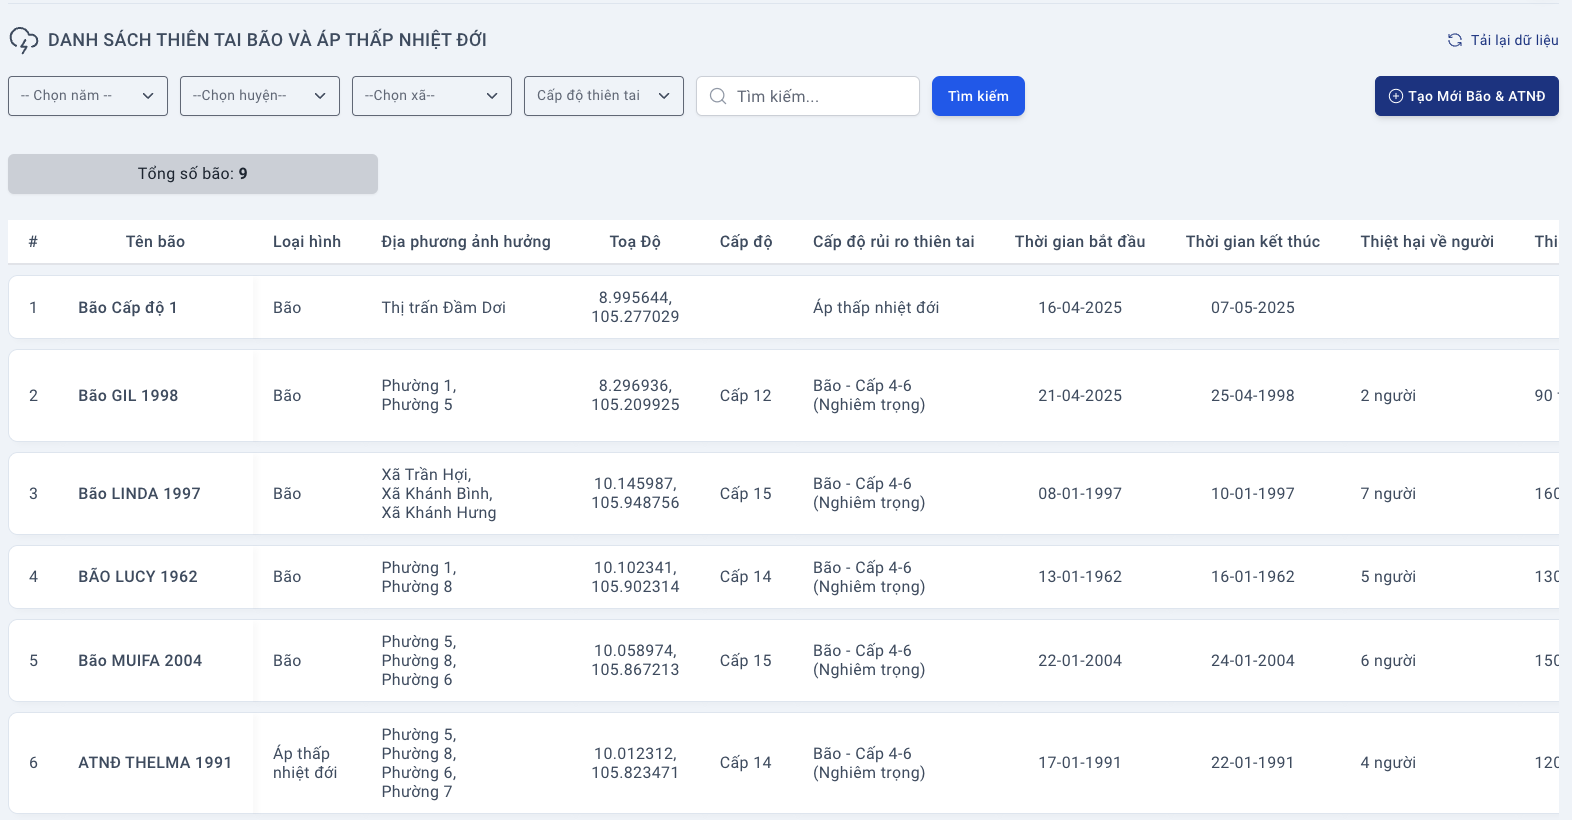 DANH SÁCH THIÊN TAI BÃO VÀ ÁP THẤP NHIỆT ĐỚI
Tải lại dữ liệu
-- Chọn năm -- --Chọn huyện-- --Chọn xã-- Cấp độ thiên tai Tìm kiếm... Tìm kiếm Tạo Mới Bão & ATNĐ
Tổng số bão: 9
# Tên bão Loại hình Địa phương ảnh hưởng Toạ Độ Cấp độ Cấp độ rủi ro thiên tai Thời gian bắt đầu Thời gian kết thúc Thiệt hại về người Thi
1 Bão Cấp độ 1 Bão Thị trấn Đầm Dơi 8.995644, Áp thấp nhiệt đới 16-04-2025 07-05-2025
105.277029
2 Bão GIL 1998 Bão Phường 1, 8.296936, Cấp 12 Bão - Cấp 4-6 21-04-2025 25-04-1998 2 người 90
Phường 5 105.209925 (Nghiêm trọng)
3 Bão LINDA 1997 Bão Xã Trần Hợi, 10.145987, Cấp 15 Bão - Cấp 4-6 08-01-1997 10-01-1997 7 người 160
Xã Khánh Bình, 105.948756 (Nghiêm trọng)
Xã Khánh Hưng
4 BÃO LUCY 1962 Bão Phường 1, 10.102341, Cấp 14 Bão - Cấp 4-6 13-01-1962 16-01-1962 5 người 130
Phường 8 105.902314 (Nghiêm trọng)
5 Bão MUIFA 2004 Bão Phường 5, 10.058974, Cấp 15 Bão - Cấp 4-6 22-01-2004 24-01-2004 6 người 150
Phường 8, 105.867213 (Nghiêm trọng)
Phường 6
6 ATNĐ THELMA 1991 Áp thấp Phường 5, 10.012312, Cấp 14 Bão - Cấp 4-6 17-01-1991 22-01-1991 4 người 120
nhiệt đới Phường 8, 105.823471 (Nghiêm trọng)
Phường 6,
Phường 7